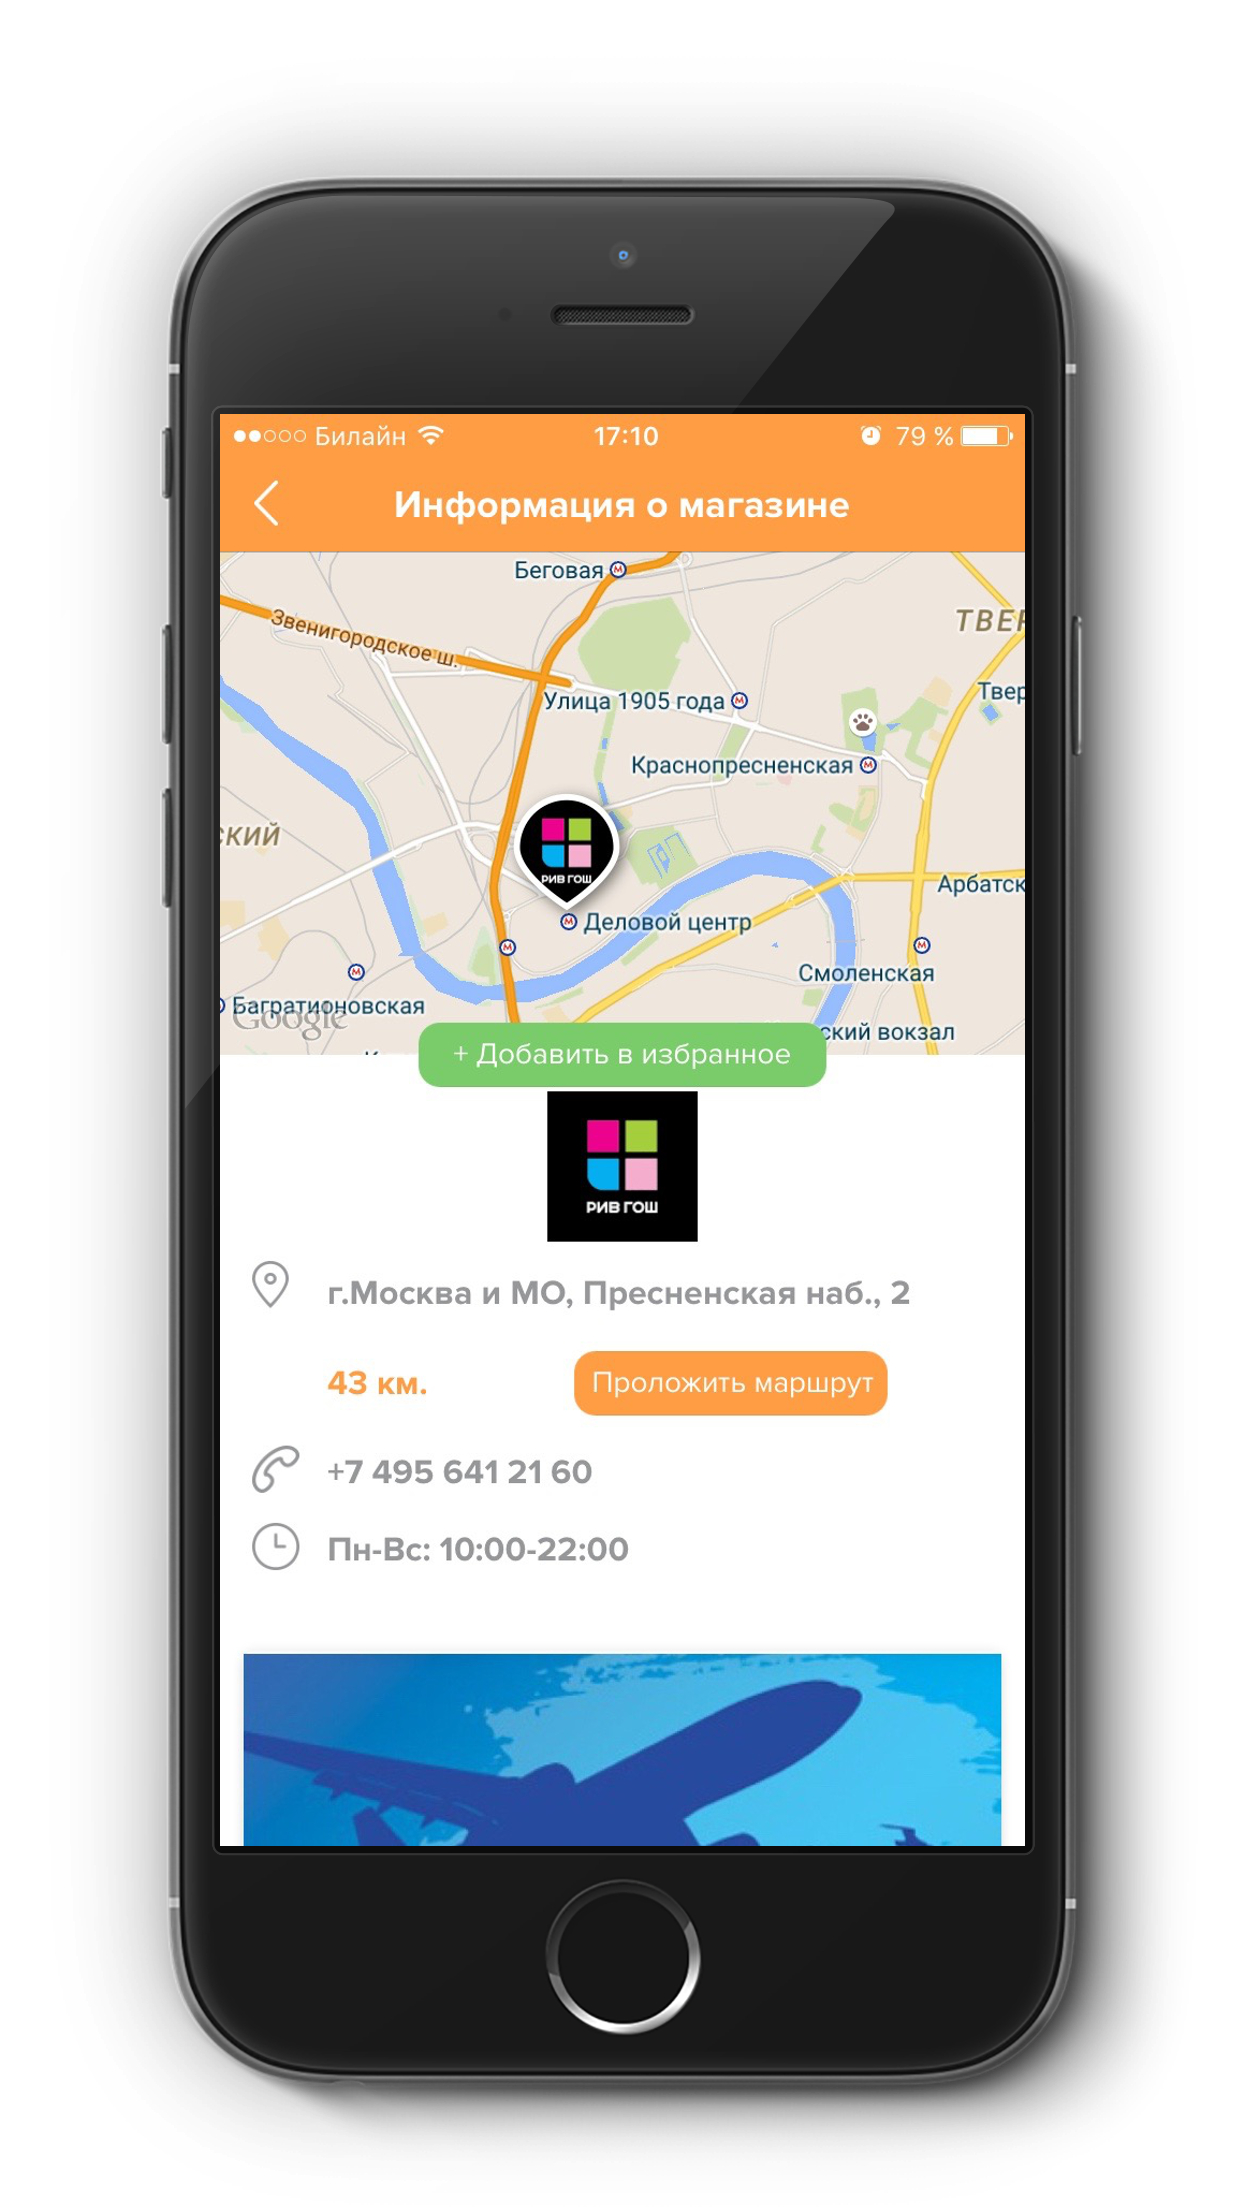 Билайн 17:10 79 %
Информация о магазине
Беговая
Звенигородское ш.
ТВЕР
Твер
Улица 1905 года
Краснопресненская
СКИЙ
РИВ ГОШ
Арбатск
Деловой центр
Смоленская
Багратионовская
Google
ский вокзал
+ Добавить в избранное
РИВ ГОШ
г.Москва и МО, Пресненская наб., 2
43 км.
Проложить маршрут
+7 495 641 21 60
Пн-Вс: 10:00-22:00